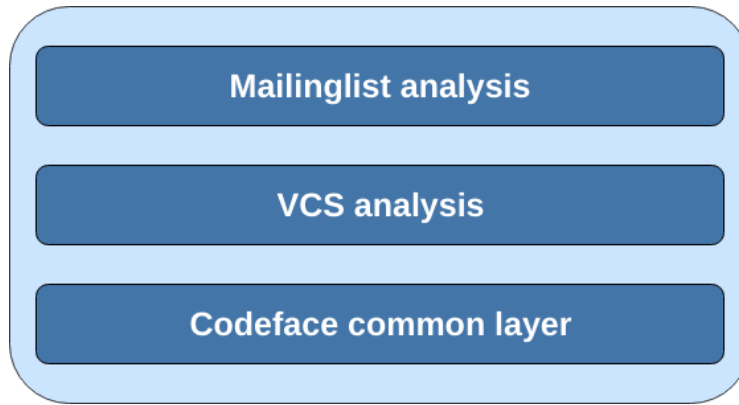 Mailinglist analysis
VCS analysis
Codeface common layer